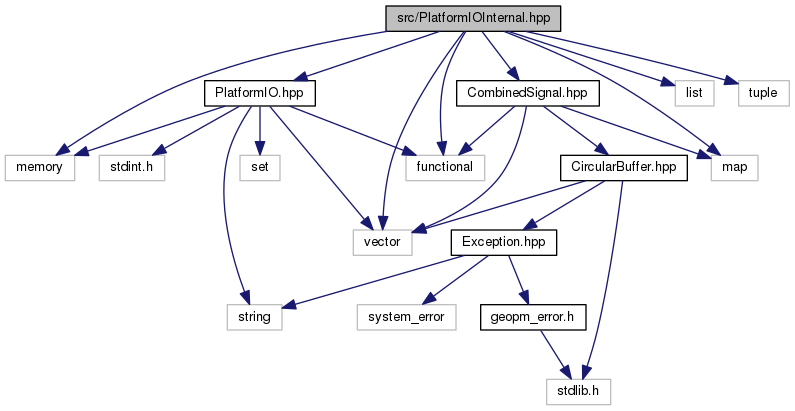 src/PlatformIOInternal.hpp
PlatformIO.hpp
CombinedSignal.hpp
list
tuple
memory
stdint.h
set
functional
CircularBuffer.hpp
map
vector
Exception.hpp
string
system_error
geopm_error.h
stdlib.h